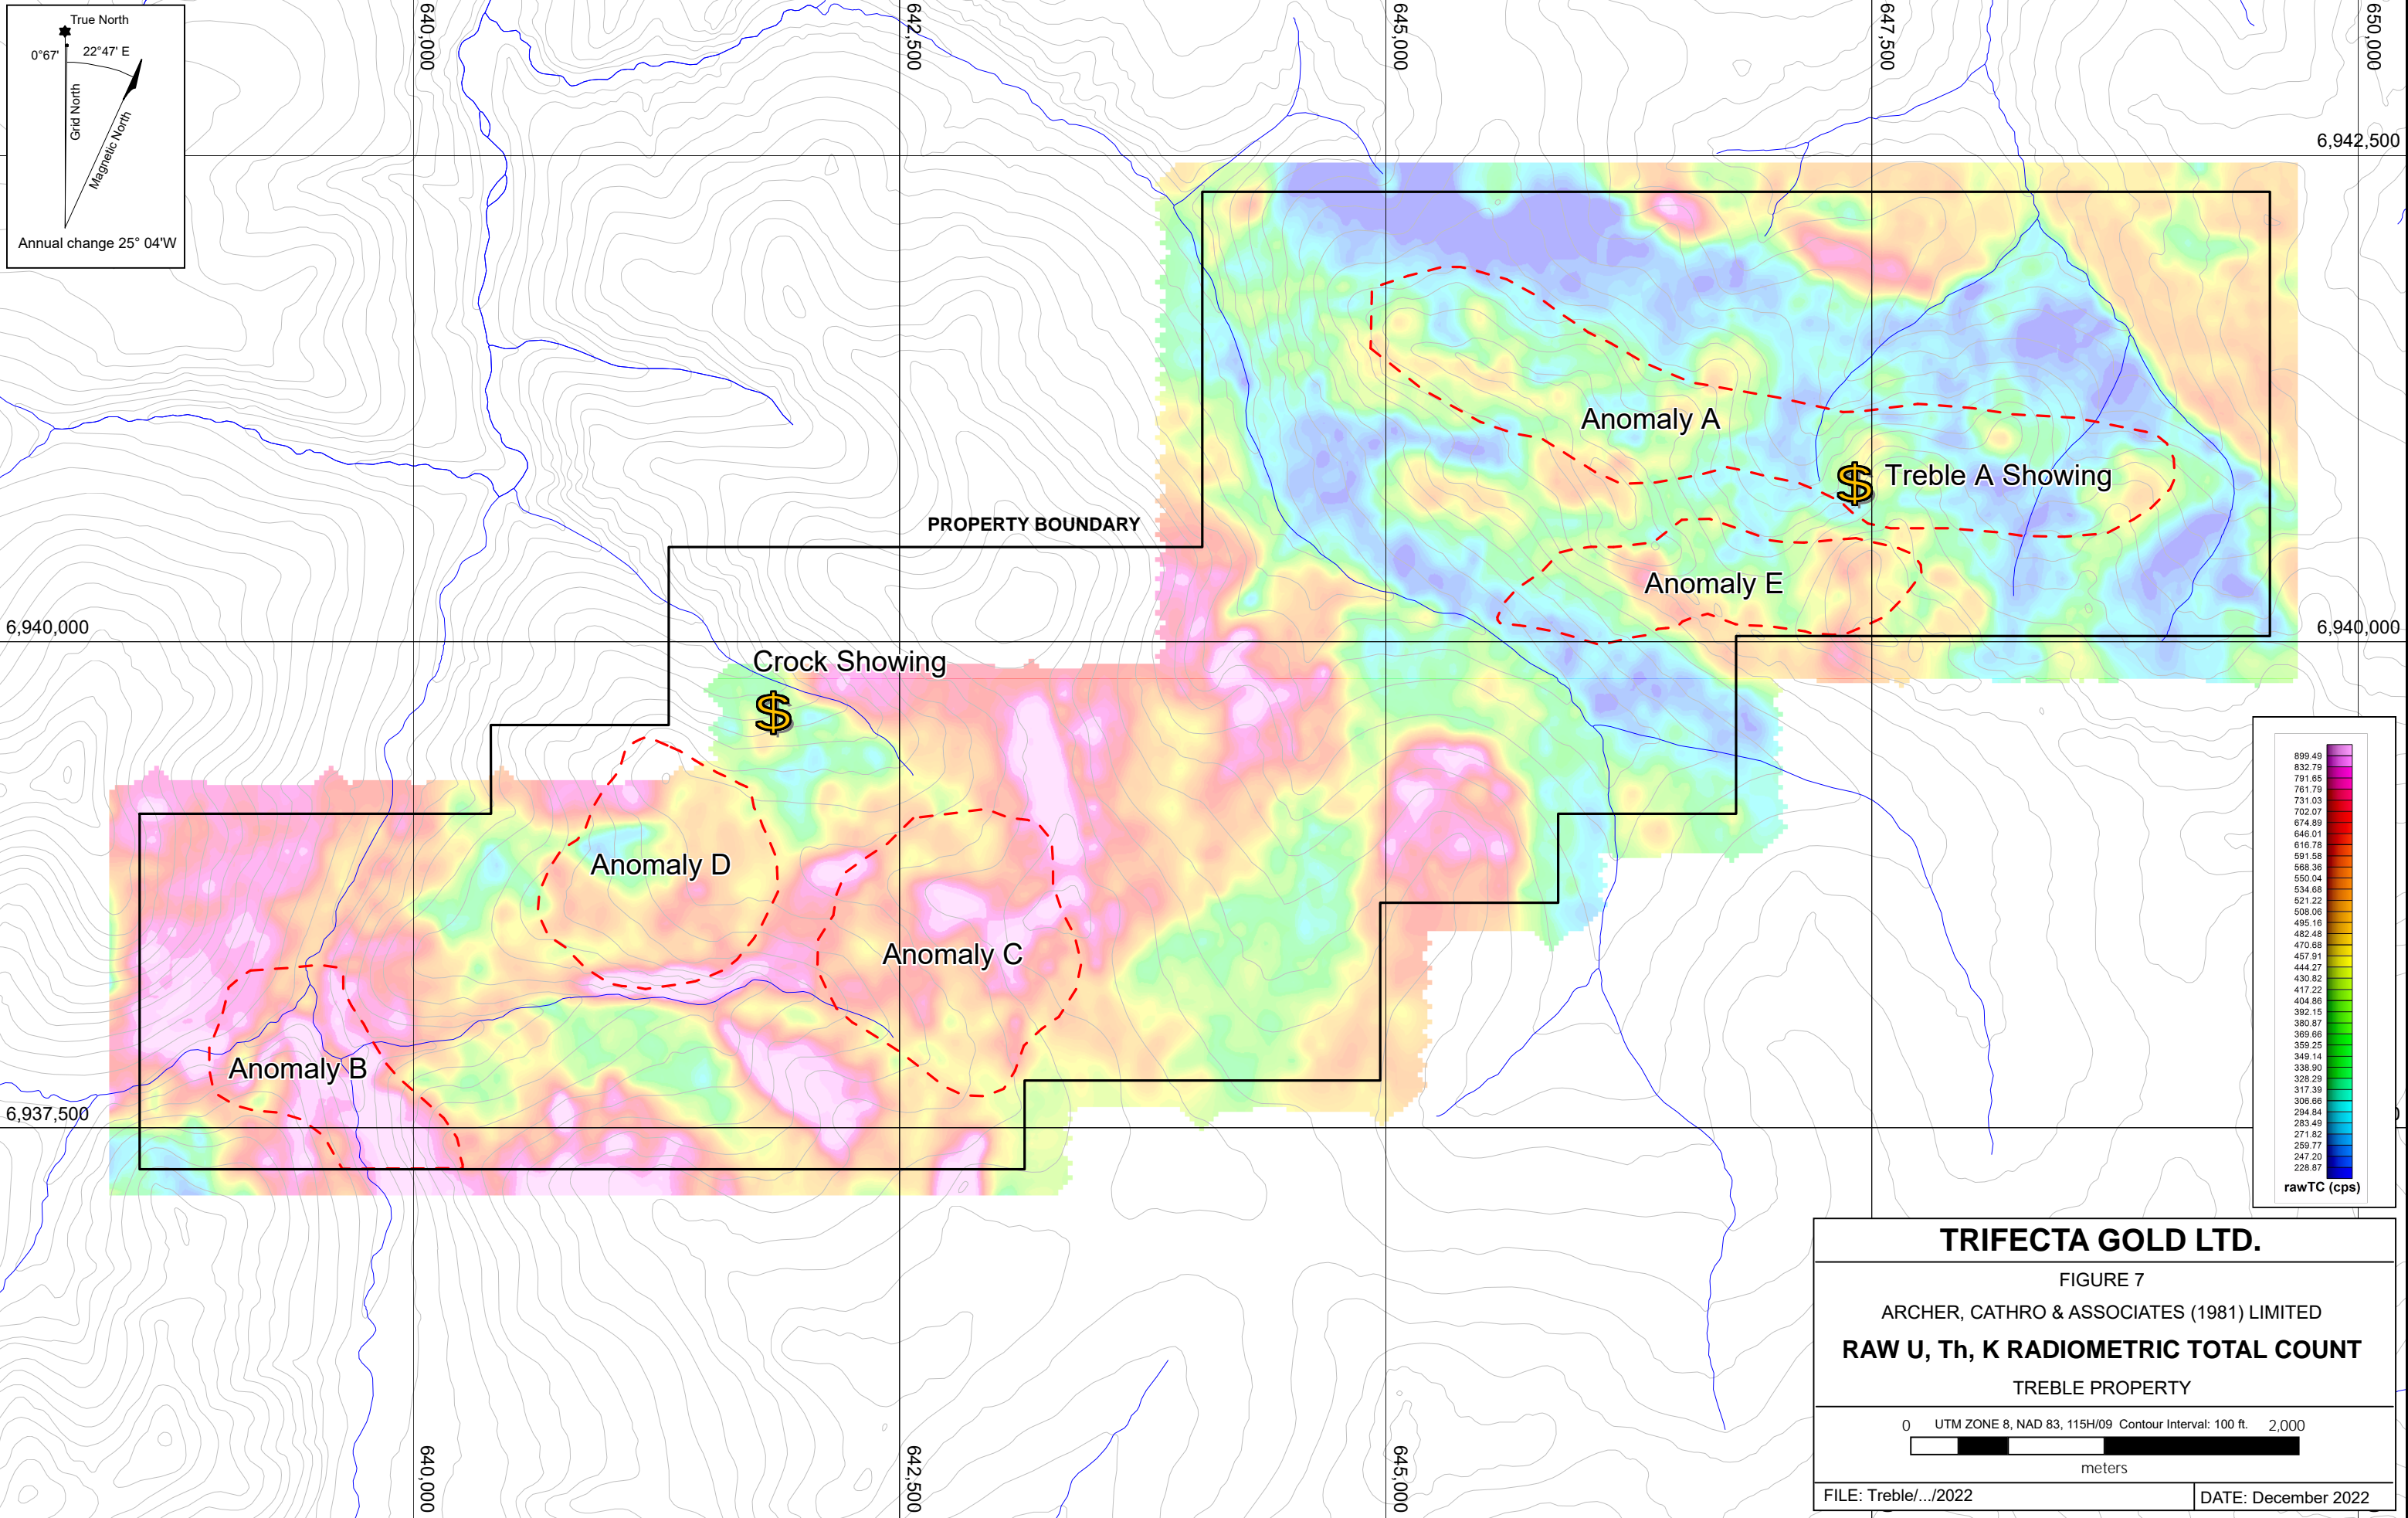 True North
0°67'
22°47' E
Grid North
Magnetic North
Annual change 25° 04'W
640,000
642,500
645,000
647,500
650,000
6,942,500
Anomaly A
Treble A Showing
$
PROPERTY BOUNDARY
Anomaly E
6,940,000
6,940,000
Crock Showing
$
Anomaly D
Anomaly C
Anomaly B
6,937,500
899.49
832.79
791.65
761.79
731.03
702.07
674.89
646.01
616.78
591.58
568.36
550.04
534.68
521.22
508.06
495.16
482.48
470.68
457.91
444.27
430.82
417.22
404.86
392.15
380.87
369.66
359.25
349.14
338.90
328.29
317.39
306.66
294.84
283.49
271.82
259.77
247.20
228.87
rawTC (cps)
640,000
642,500
645,000
TRIFECTA GOLD LTD.
FIGURE 7
ARCHER, CATHRO & ASSOCIATES (1981) LIMITED
RAW U, Th, K RADIOMETRIC TOTAL COUNT
TREBLE PROPERTY
0 UTM ZONE 8, NAD 83, 115H/09 Contour Interval: 100 ft. 2,000
meters
FILE: Treble/.../2022
DATE: December 2022